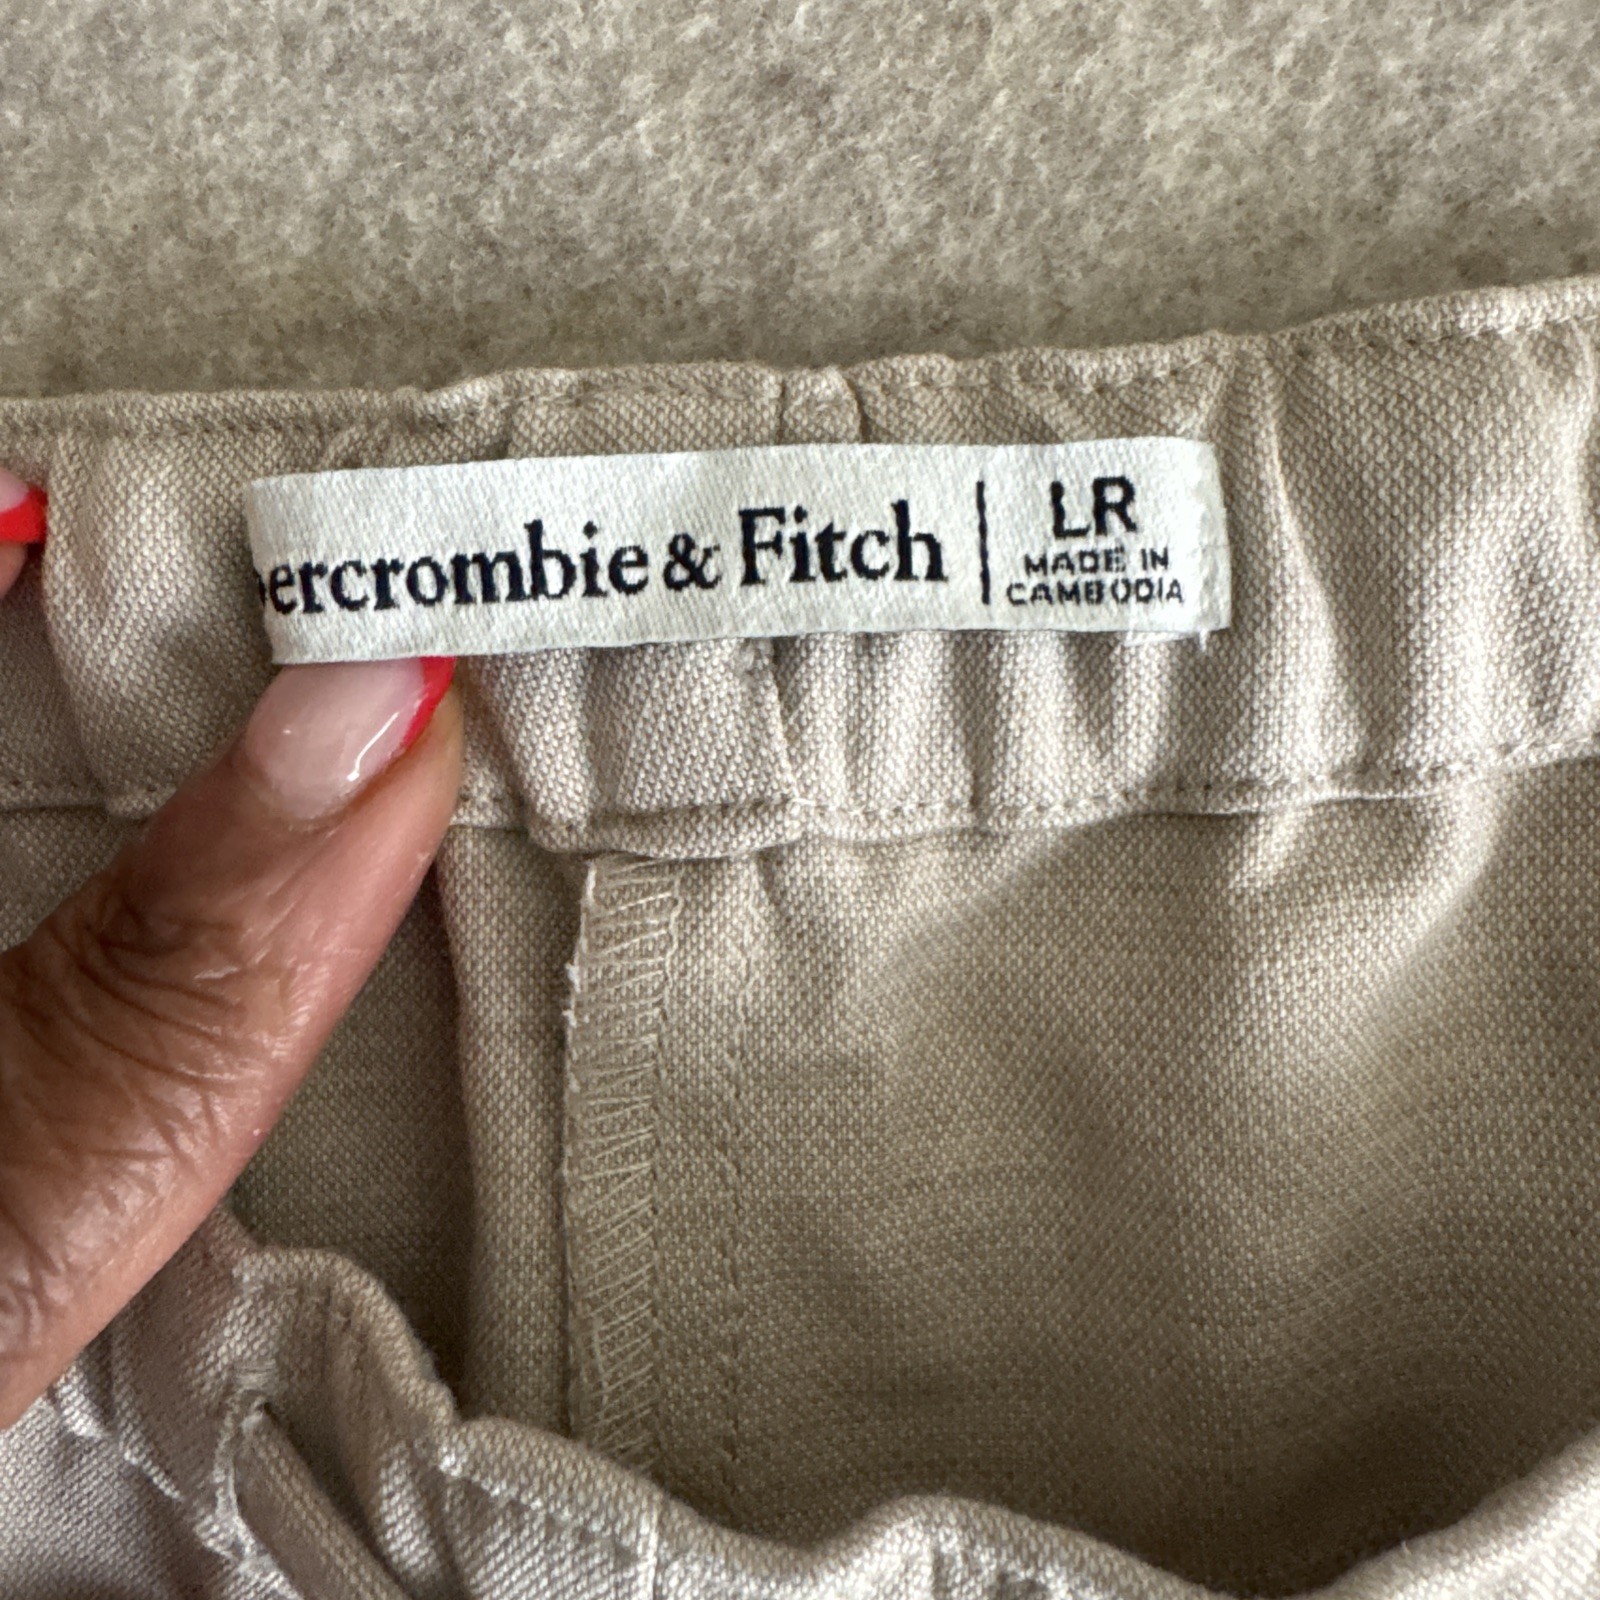 bercrombie & Fitch
LR
MADE IN
CAMBODIA